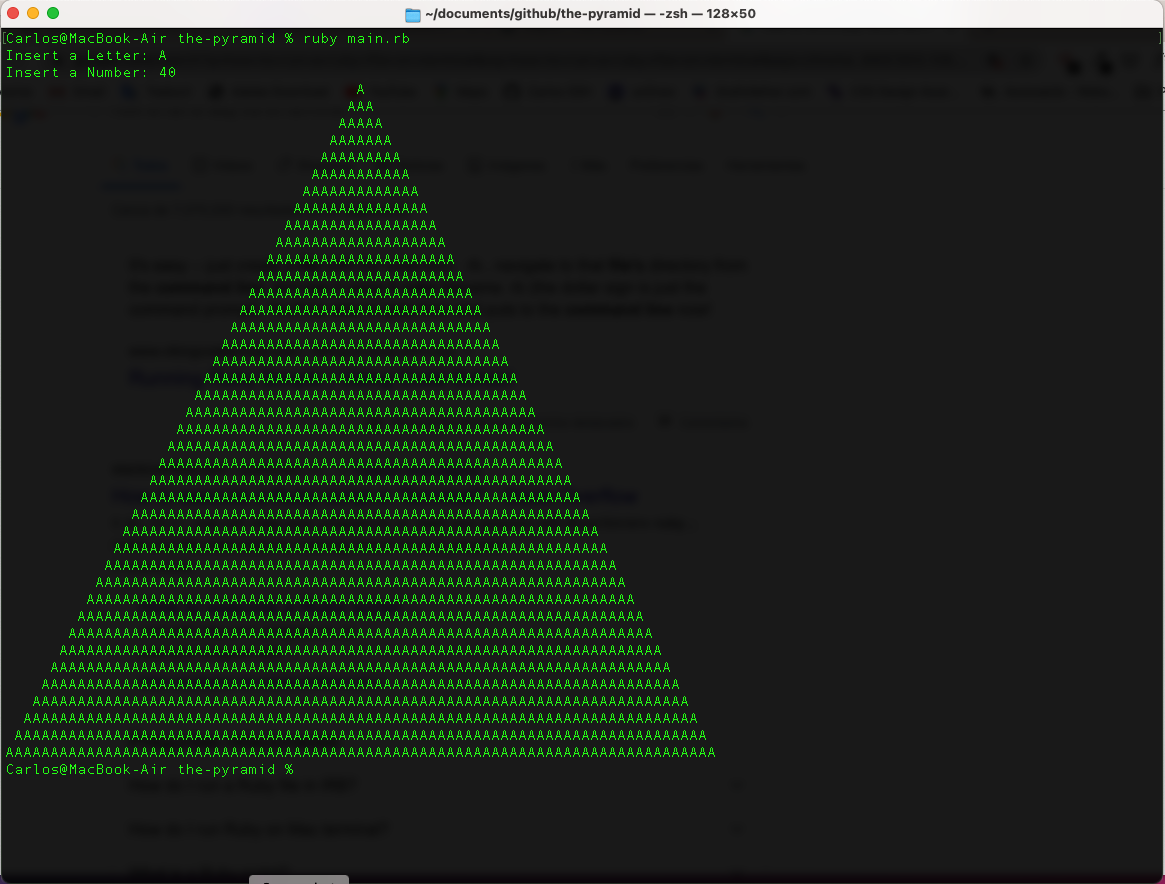 ~/documents/github/the-pyramid — -zsh — 128×50
[Carlos@MacBook-Air the-pyramid % ruby main.rb ]
Insert a Letter: A
Insert a Number: 40
A
AAA
AAAAA
AAAAAAA
AAAAAAAAA
AAAAAAAAAAA
AAAAAAAAAAAAA
AAAAAAAAAAAAAAA
AAAAAAAAAAAAAAAAA
AAAAAAAAAAAAAAAAAAA
AAAAAAAAAAAAAAAAAAAAA
AAAAAAAAAAAAAAAAAAAAAAA
AAAAAAAAAAAAAAAAAAAAAAAAA
AAAAAAAAAAAAAAAAAAAAAAAAAAA
AAAAAAAAAAAAAAAAAAAAAAAAAAAAA
AAAAAAAAAAAAAAAAAAAAAAAAAAAAAAA
AAAAAAAAAAAAAAAAAAAAAAAAAAAAAAAAA
AAAAAAAAAAAAAAAAAAAAAAAAAAAAAAAAAAA
AAAAAAAAAAAAAAAAAAAAAAAAAAAAAAAAAAAAA
AAAAAAAAAAAAAAAAAAAAAAAAAAAAAAAAAAAAAAA
AAAAAAAAAAAAAAAAAAAAAAAAAAAAAAAAAAAAAAAAA
AAAAAAAAAAAAAAAAAAAAAAAAAAAAAAAAAAAAAAAAAAA
AAAAAAAAAAAAAAAAAAAAAAAAAAAAAAAAAAAAAAAAAAAAA
AAAAAAAAAAAAAAAAAAAAAAAAAAAAAAAAAAAAAAAAAAAAAAA
AAAAAAAAAAAAAAAAAAAAAAAAAAAAAAAAAAAAAAAAAAAAAAAAA
AAAAAAAAAAAAAAAAAAAAAAAAAAAAAAAAAAAAAAAAAAAAAAAAAAA
AAAAAAAAAAAAAAAAAAAAAAAAAAAAAAAAAAAAAAAAAAAAAAAAAAAAA
AAAAAAAAAAAAAAAAAAAAAAAAAAAAAAAAAAAAAAAAAAAAAAAAAAAAAAA
AAAAAAAAAAAAAAAAAAAAAAAAAAAAAAAAAAAAAAAAAAAAAAAAAAAAAAAAA
AAAAAAAAAAAAAAAAAAAAAAAAAAAAAAAAAAAAAAAAAAAAAAAAAAAAAAAAAAA
AAAAAAAAAAAAAAAAAAAAAAAAAAAAAAAAAAAAAAAAAAAAAAAAAAAAAAAAAAAAA
AAAAAAAAAAAAAAAAAAAAAAAAAAAAAAAAAAAAAAAAAAAAAAAAAAAAAAAAAAAAAAA
AAAAAAAAAAAAAAAAAAAAAAAAAAAAAAAAAAAAAAAAAAAAAAAAAAAAAAAAAAAAAAAAA
AAAAAAAAAAAAAAAAAAAAAAAAAAAAAAAAAAAAAAAAAAAAAAAAAAAAAAAAAAAAAAAAAAA
AAAAAAAAAAAAAAAAAAAAAAAAAAAAAAAAAAAAAAAAAAAAAAAAAAAAAAAAAAAAAAAAAAAAA
AAAAAAAAAAAAAAAAAAAAAAAAAAAAAAAAAAAAAAAAAAAAAAAAAAAAAAAAAAAAAAAAAAAAAAA
AAAAAAAAAAAAAAAAAAAAAAAAAAAAAAAAAAAAAAAAAAAAAAAAAAAAAAAAAAAAAAAAAAAAAAAAA
AAAAAAAAAAAAAAAAAAAAAAAAAAAAAAAAAAAAAAAAAAAAAAAAAAAAAAAAAAAAAAAAAAAAAAAAAAA
AAAAAAAAAAAAAAAAAAAAAAAAAAAAAAAAAAAAAAAAAAAAAAAAAAAAAAAAAAAAAAAAAAAAAAAAAAAAA
AAAAAAAAAAAAAAAAAAAAAAAAAAAAAAAAAAAAAAAAAAAAAAAAAAAAAAAAAAAAAAAAAAAAAAAAAAAAAAA
Carlos@MacBook-Air the-pyramid %